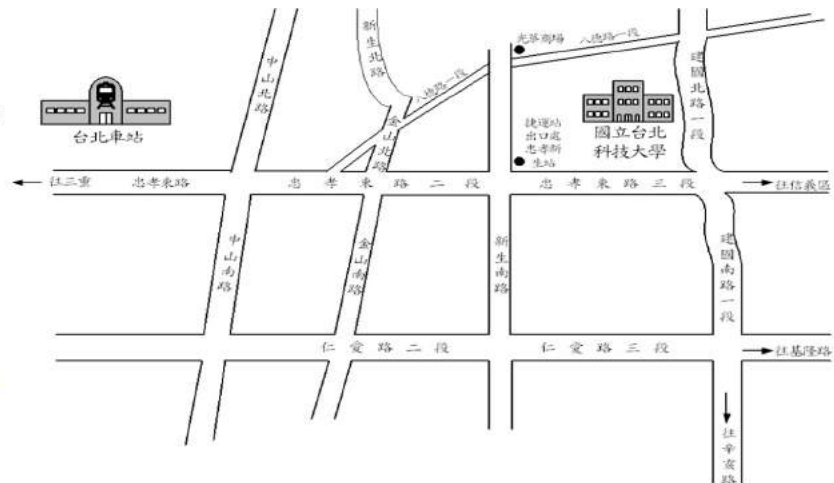 光華商場
八德路一段
新生北路
中山北路
建國北路一段
八德路一段
台北車站
金山北路
捷運站
出口處
忠孝新
生站
國立台北
科技大學
往三重
忠孝東路
忠孝東路二段
忠孝東路三段
往信義區
中山南路
金山南路
新生南路
建國南路一段
仁愛路二段
仁愛路三段
往基隆路
往辛亥路